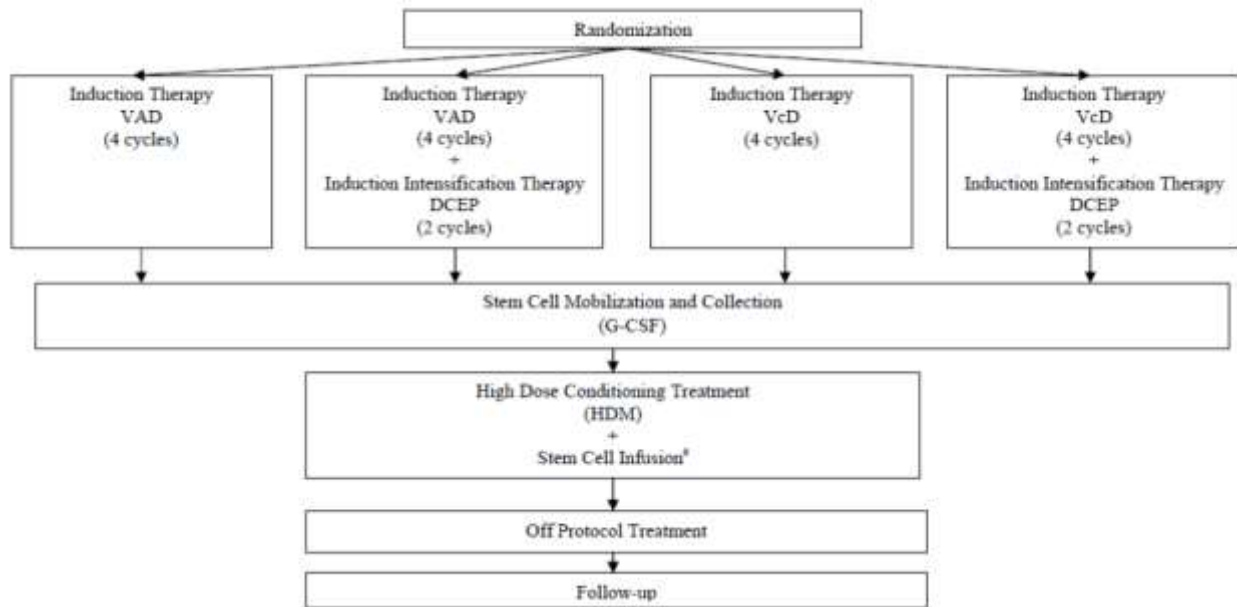 Randomization
Induction Therapy
VAD
(4 cycles)
Induction Therapy
VAD
(4 cycles)
+
Induction Intensification Therapy
DCEP
(2 cycles)
Induction Therapy
VcD
(4 cycles)
Induction Therapy
VcD
(4 cycles)
+
Induction Intensification Therapy
DCEP
(2 cycles)
Stem Cell Mobilization and Collection
(G-CSF)
High Dose Conditioning Treatment
(HDM)
+
Stem Cell Infusion#
Off Protocol Treatment
Follow-up